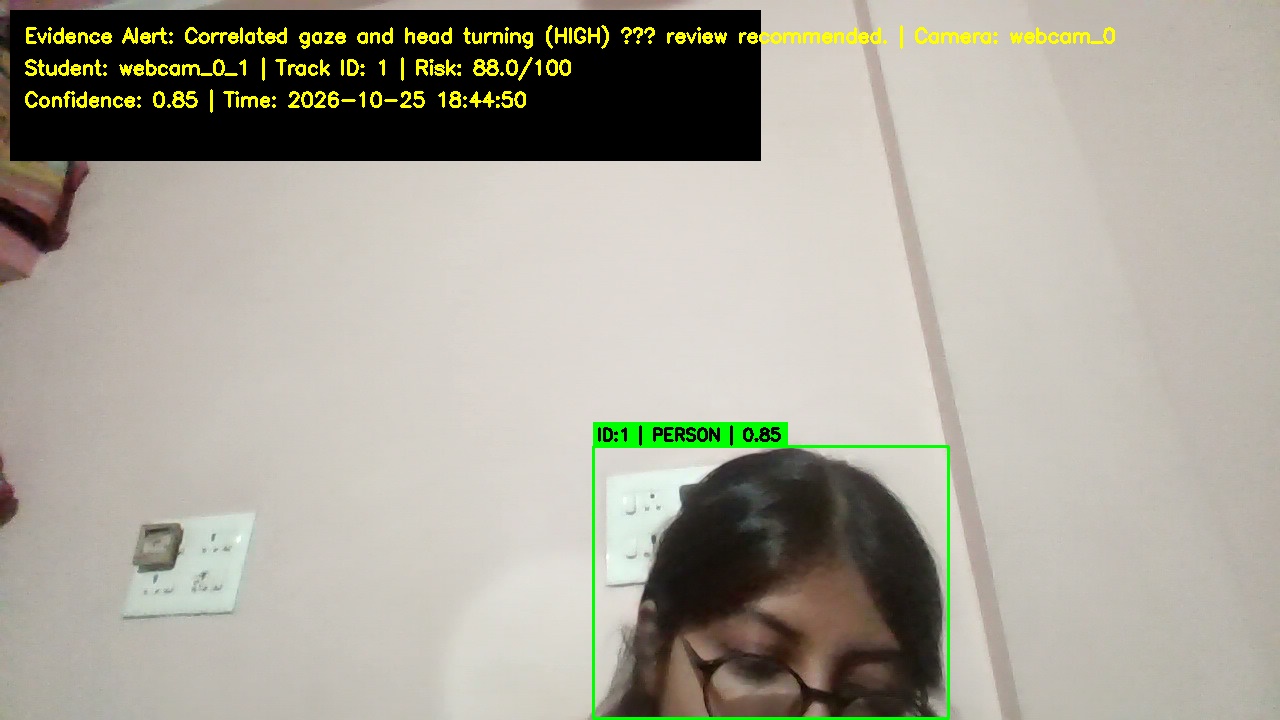 Evidence Alert: Correlated gaze and head turning (HIGH) ??? review recommended. | Camera: webcam_0
Student: webcam_0_1 | Track ID: 1 | Risk: 88.0/100
Confidence: 0.85 | Time: 2026-10-25 18:44:50
ID:1 | PERSON | 0.85